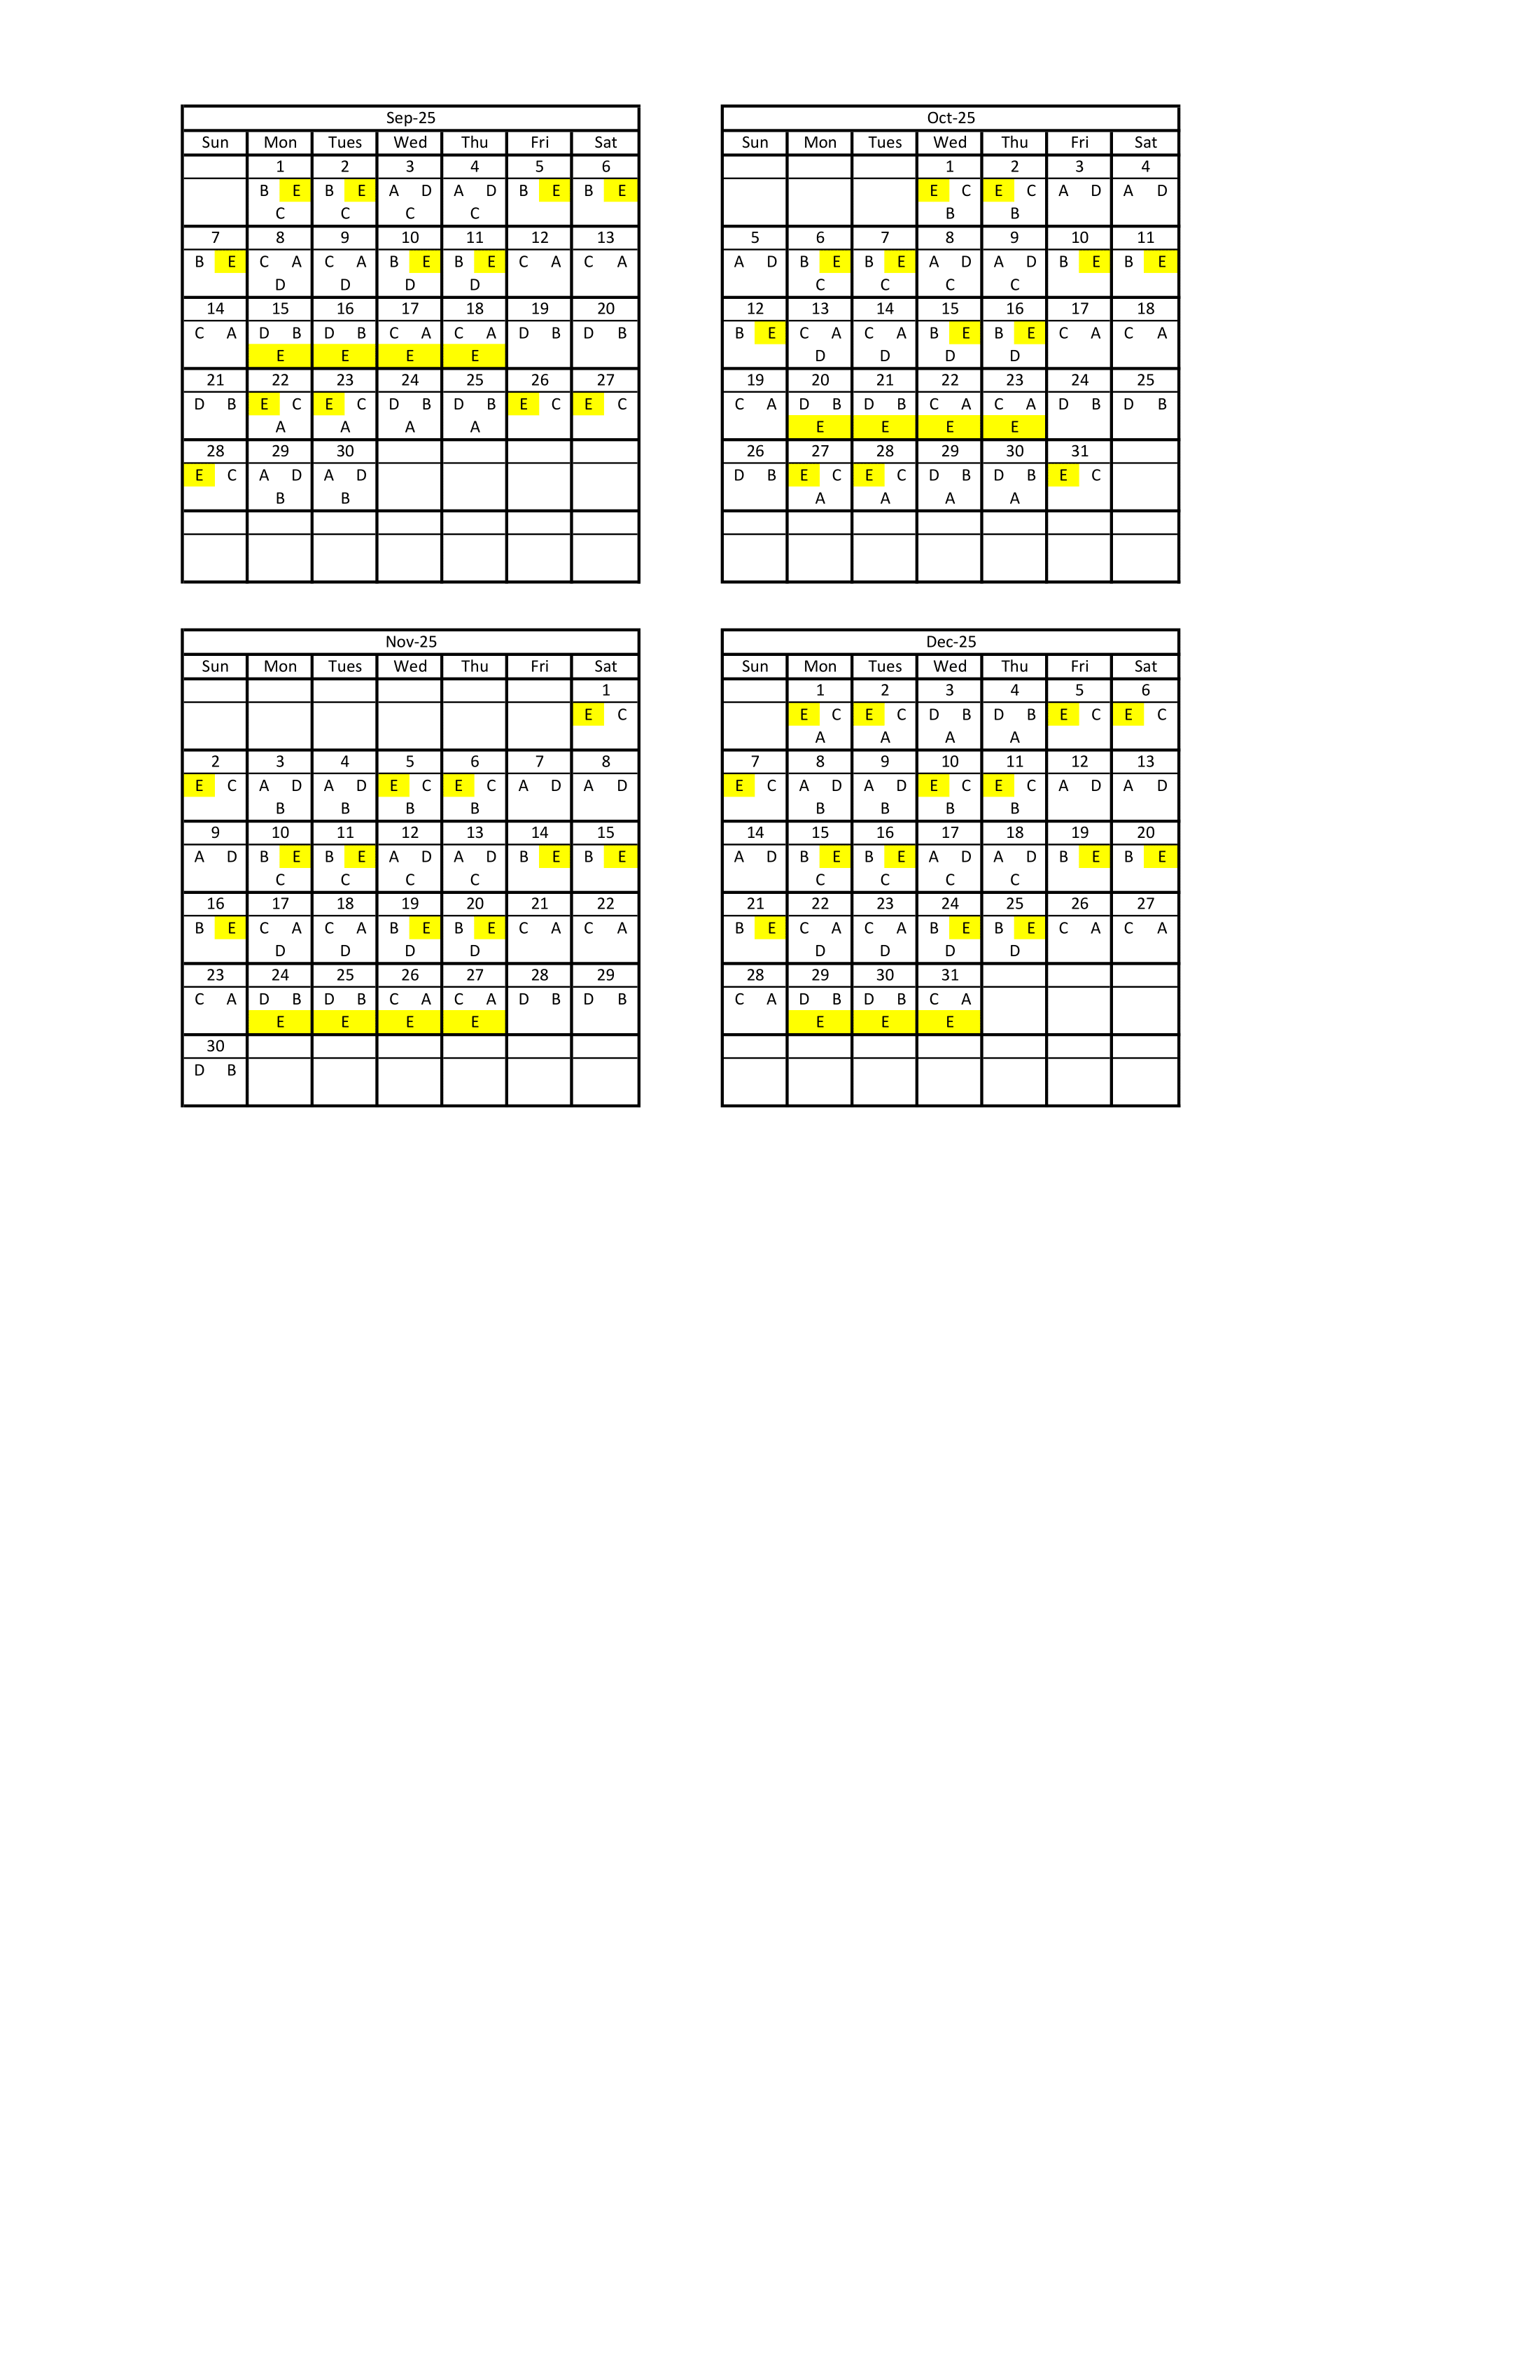 Sep-25
Sun Mon Tues Wed Thu Fri Sat
1 2 3 4 5 6
B E B E A D A D B E B E
C C C C
7 8 9 10 11 12 13
B E C A C A B E B E C A C A
D D D D
14 15 16 17 18 19 20
C A D B D B C A C A D B D B
E E E E
21 22 23 24 25 26 27
D B E C E C D B D B E C E C
A A A A
28 29 30
E C A D A D
B B
Oct-25
Sun Mon Tues Wed Thu Fri Sat
1 2 3 4
E C E C A D A D
B B
5 6 7 8 9 10 11
A D B E B E A D A D B E B E
C C C C
12 13 14 15 16 17 18
B E C A C A B E B E C A C A
D D D D
19 20 21 22 23 24 25
C A D B D B C A C A D B D B
E E E E
26 27 28 29 30 31
D B E C E C D B D B E C
A A A A
Nov-25
Sun Mon Tues Wed Thu Fri Sat
1
E C
2 3 4 5 6 7 8
E C A D A D E C E C A D A D
B B B B
9 10 11 12 13 14 15
A D B E B E A D A D B E B E
C C C C
16 17 18 19 20 21 22
B E C A C A B E B E C A C A
D D D D
23 24 25 26 27 28 29
C A D B D B C A C A D B D B
E E E E
30
D B
Dec-25
Sun Mon Tues Wed Thu Fri Sat
1 2 3 4 5 6
E C E C D B D B E C E C
A A A A
7 8 9 10 11 12 13
E C A D A D E C E C A D A D
B B B B
14 15 16 17 18 19 20
A D B E B E A D A D B E B E
C C C C
21 22 23 24 25 26 27
B E C A C A B E B E C A C A
D D D D
28 29 30 31
C A D B D B C A
E E E